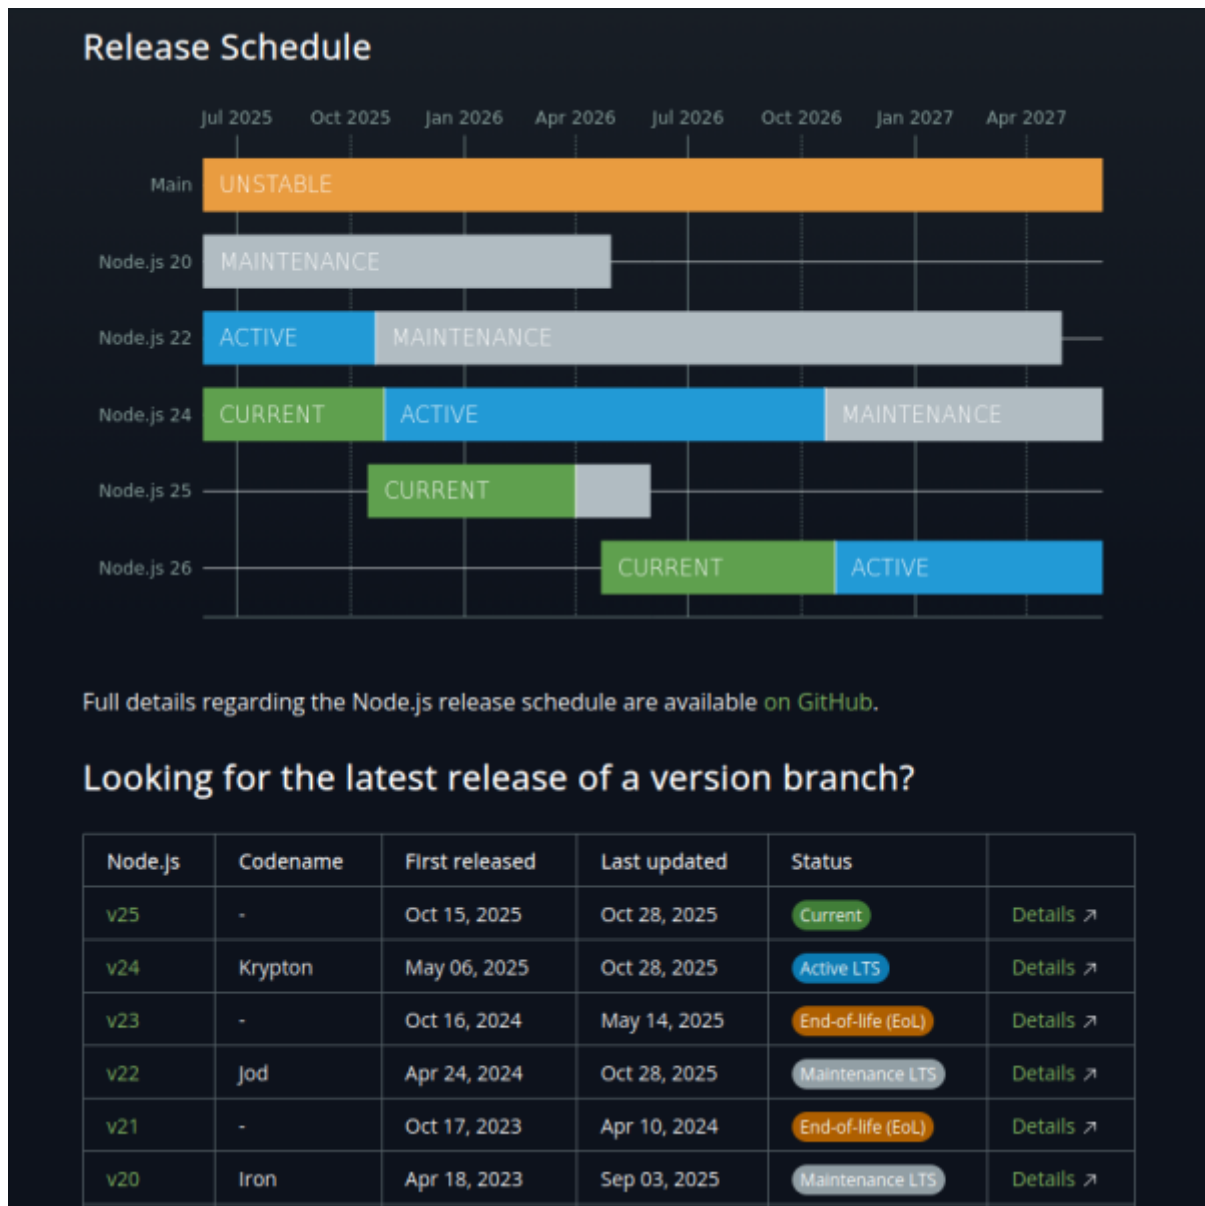 Release Schedule
Jul 2025 Oct 2025 Jan 2026 Apr 2026 Jul 2026 Oct 2026 Jan 2027 Apr 2027
Main UNSTABLE
Node.js 20 MAINTENANCE
Node.js 22 ACTIVE MAINTENANCE
Node.js 24 CURRENT ACTIVE MAINTENANCE
Node.js 25 CURRENT
Node.js 26 CURRENT ACTIVE
Full details regarding the Node.js release schedule are available on GitHub.
Looking for the latest release of a version branch?
Node.js Codename First released Last updated Status
v25 - Oct 15, 2025 Oct 28, 2025 Current Details ↗
v24 Krypton May 06, 2025 Oct 28, 2025 Active LTS Details ↗
v23 - Oct 16, 2024 May 14, 2025 End-of-life (EoL) Details ↗
v22 Jod Apr 24, 2024 Oct 28, 2025 Maintenance LTS Details ↗
v21 - Oct 17, 2023 Apr 10, 2024 End-of-life (EoL) Details ↗
v20 Iron Apr 18, 2023 Sep 03, 2025 Maintenance LTS Details ↗